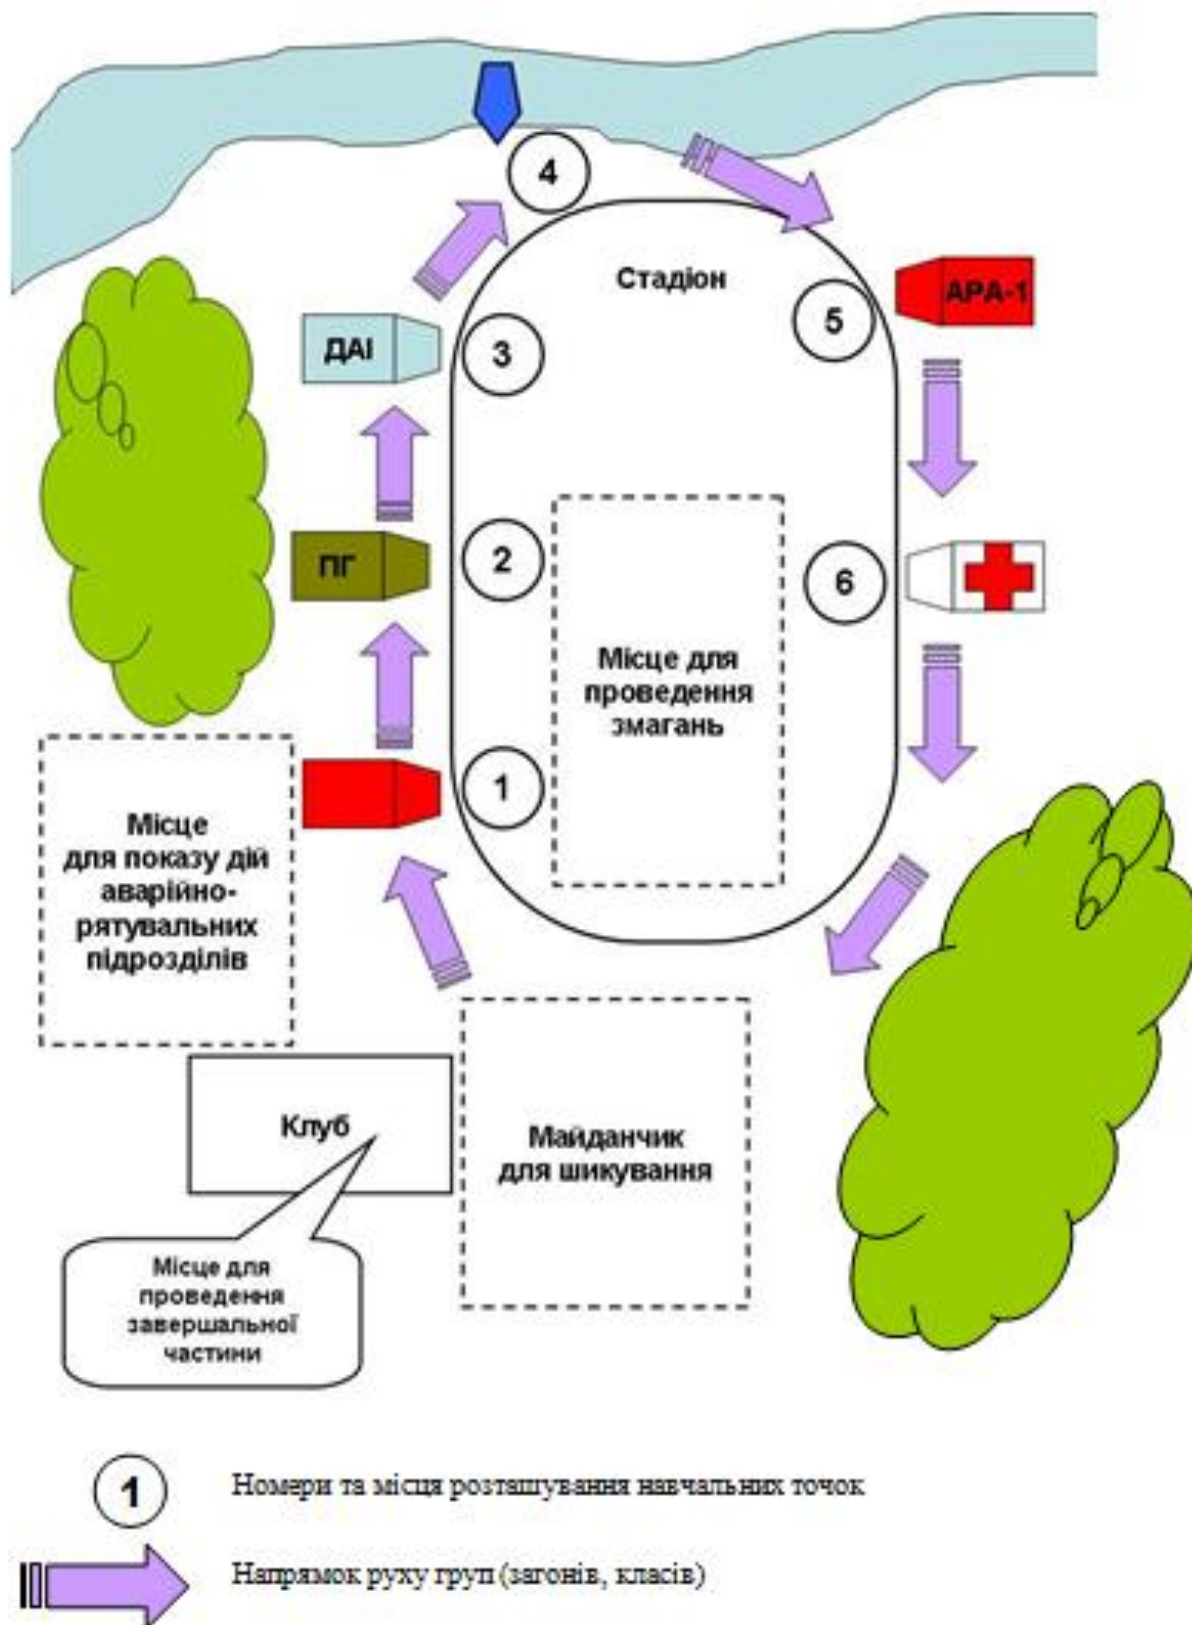 4
Стадіон
АРА-1
5
ДАІ
3
ПГ
2
6
Місце для
проведення
змагань
1
Місце
для показу дій
аварійно-
рятувальних
підрозділів
Клуб
Майданчик
для шикування
Місце для
проведення
завершальної
частини
1
Номери та місця розташування навчальних точок
Напрямок руху груп (загонів, класів)